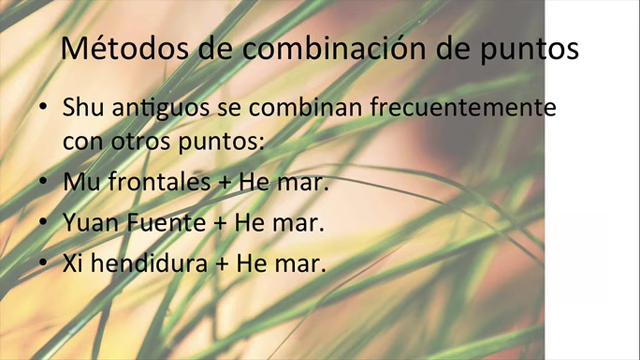 Métodos de combinación de puntos
• Shu antiguos se combinan frecuentemente
con otros puntos:
• Mu frontales + He mar.
• Yuan Fuente + He mar.
• Xi hendidura + He mar.